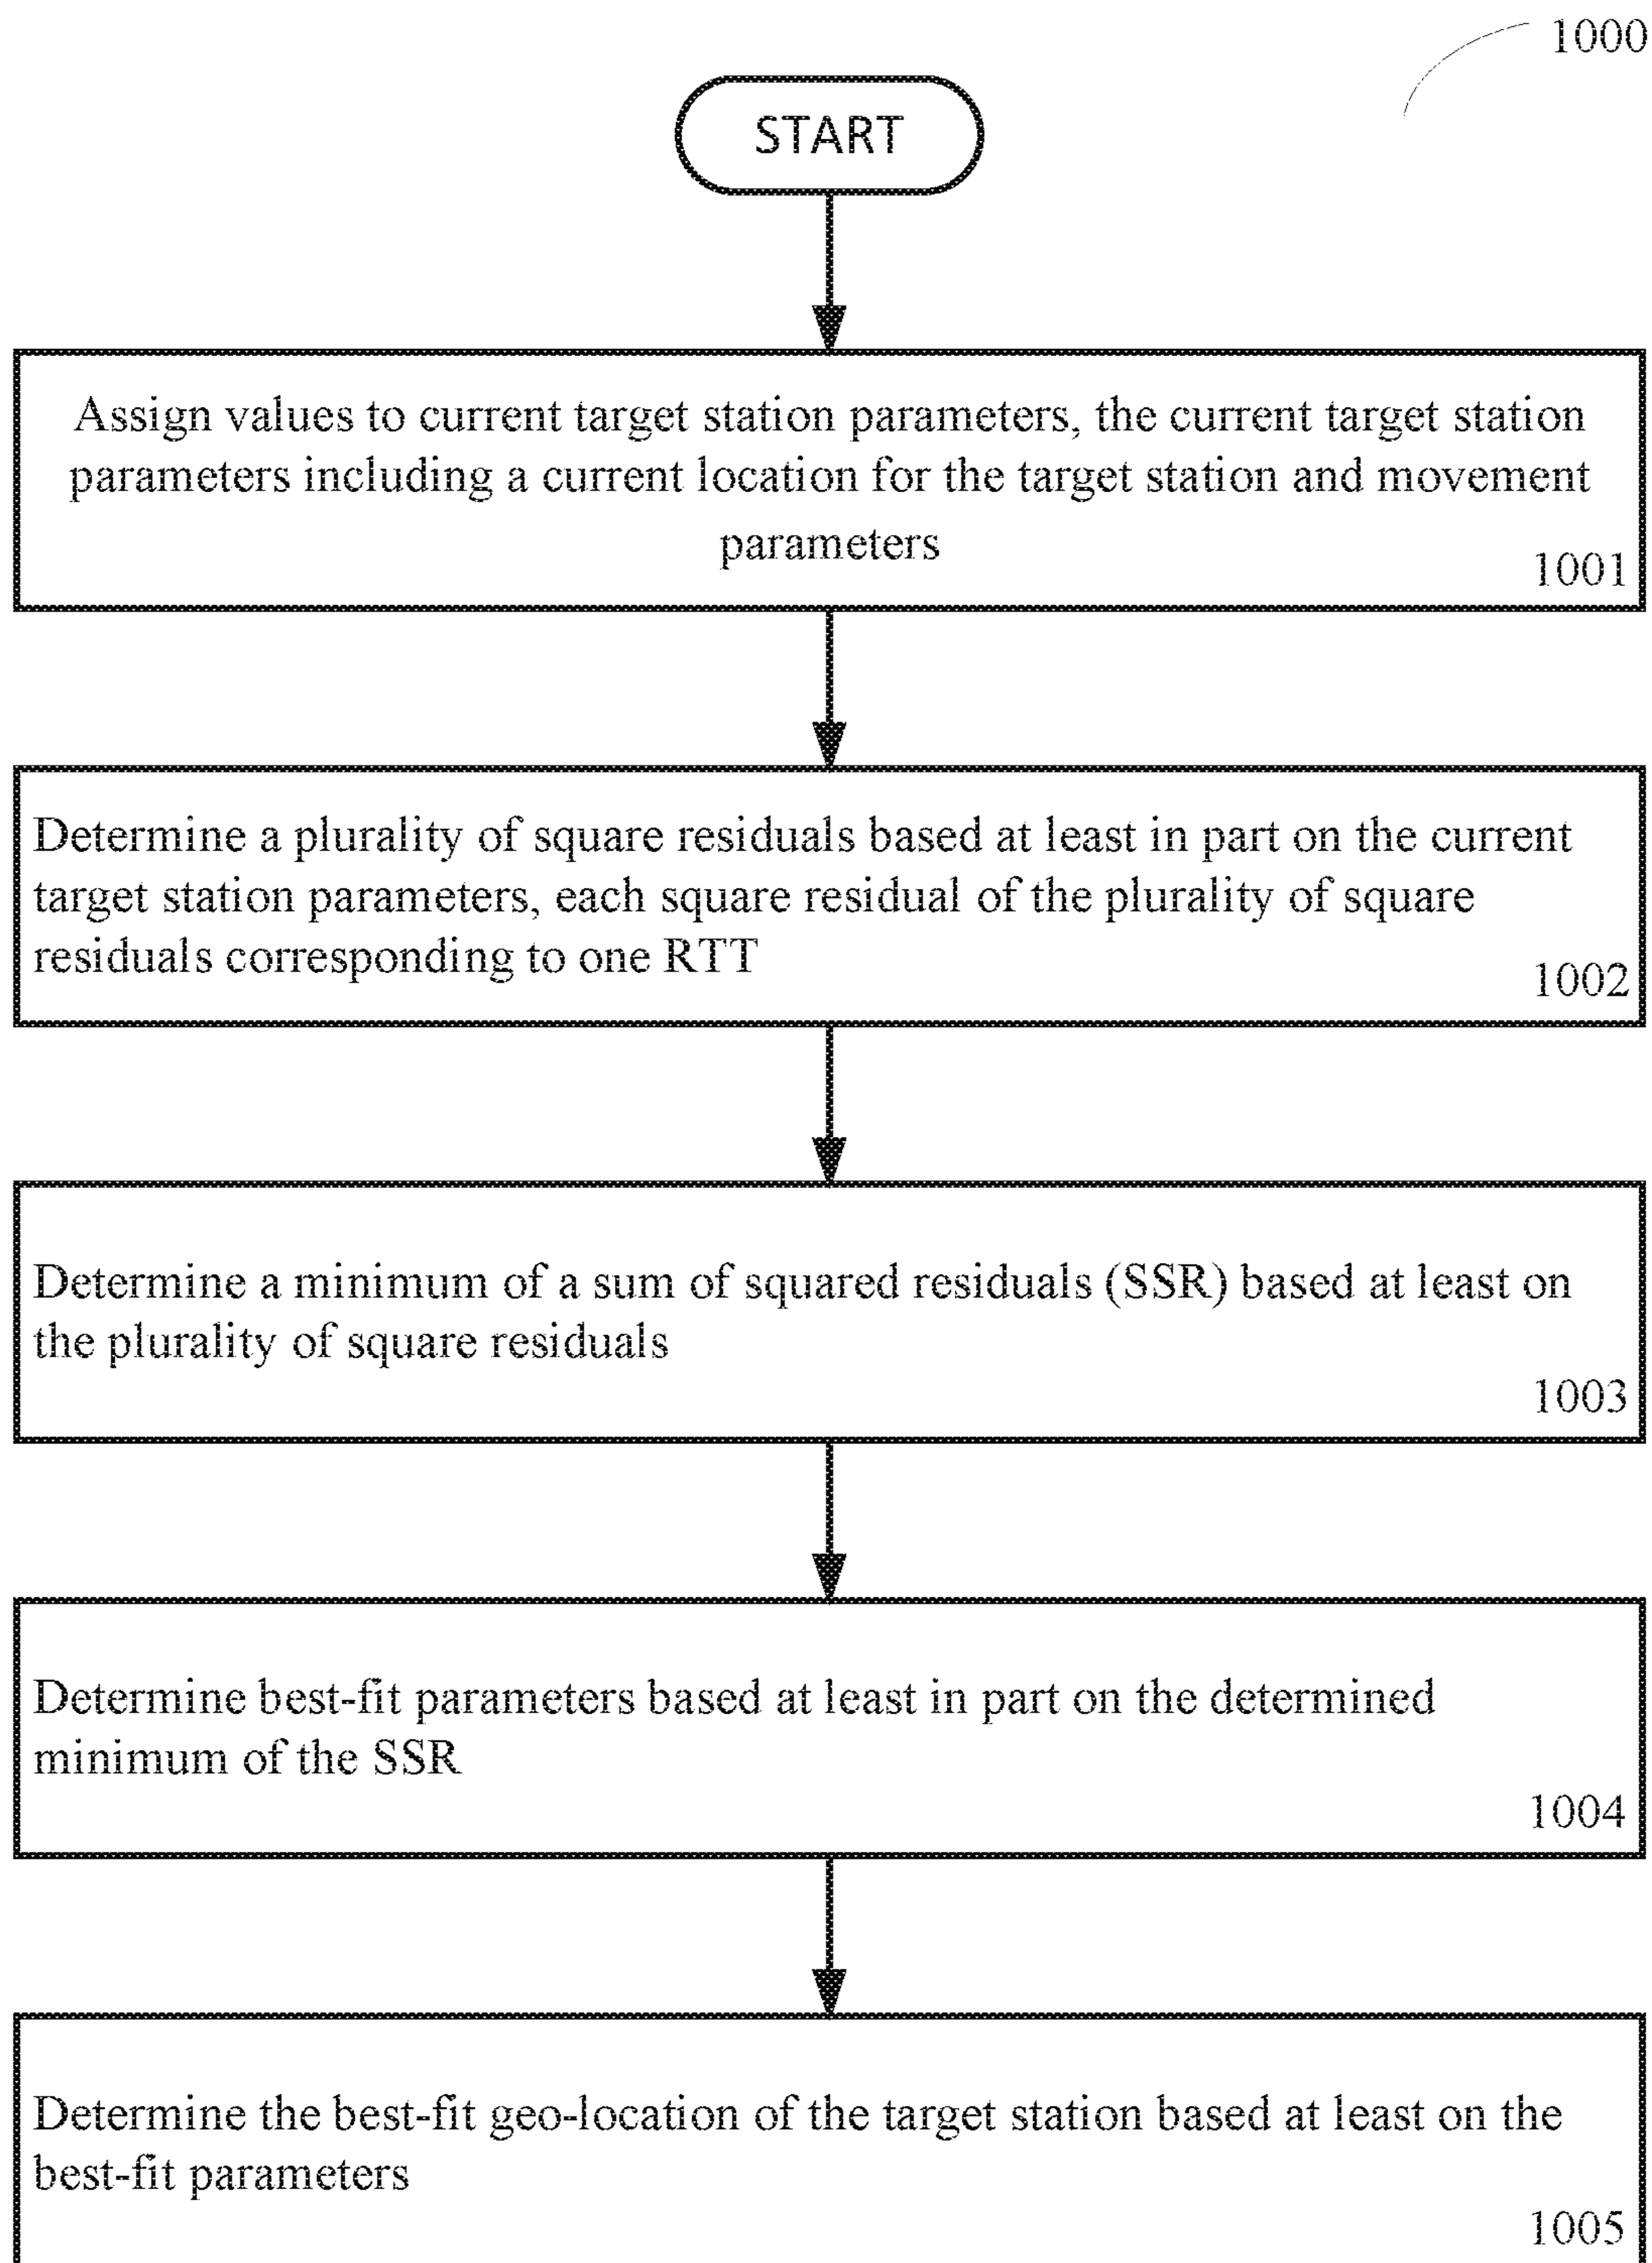 1000
START
Assign values to current target station parameters, the current target station
parameters including a current location for the target station and movement
parameters
1001
Determine a plurality of square residuals based at least in part on the current
target station parameters, each square residual of the plurality of square
residuals corresponding to one RTT
1002
Determine a minimum of a sum of squared residuals (SSR) based at least on
the plurality of square residuals
1003
Determine best-fit parameters based at least in part on the determined
minimum of the SSR
1004
Determine the best-fit geo-location of the target station based at least on the
best-fit parameters
1005